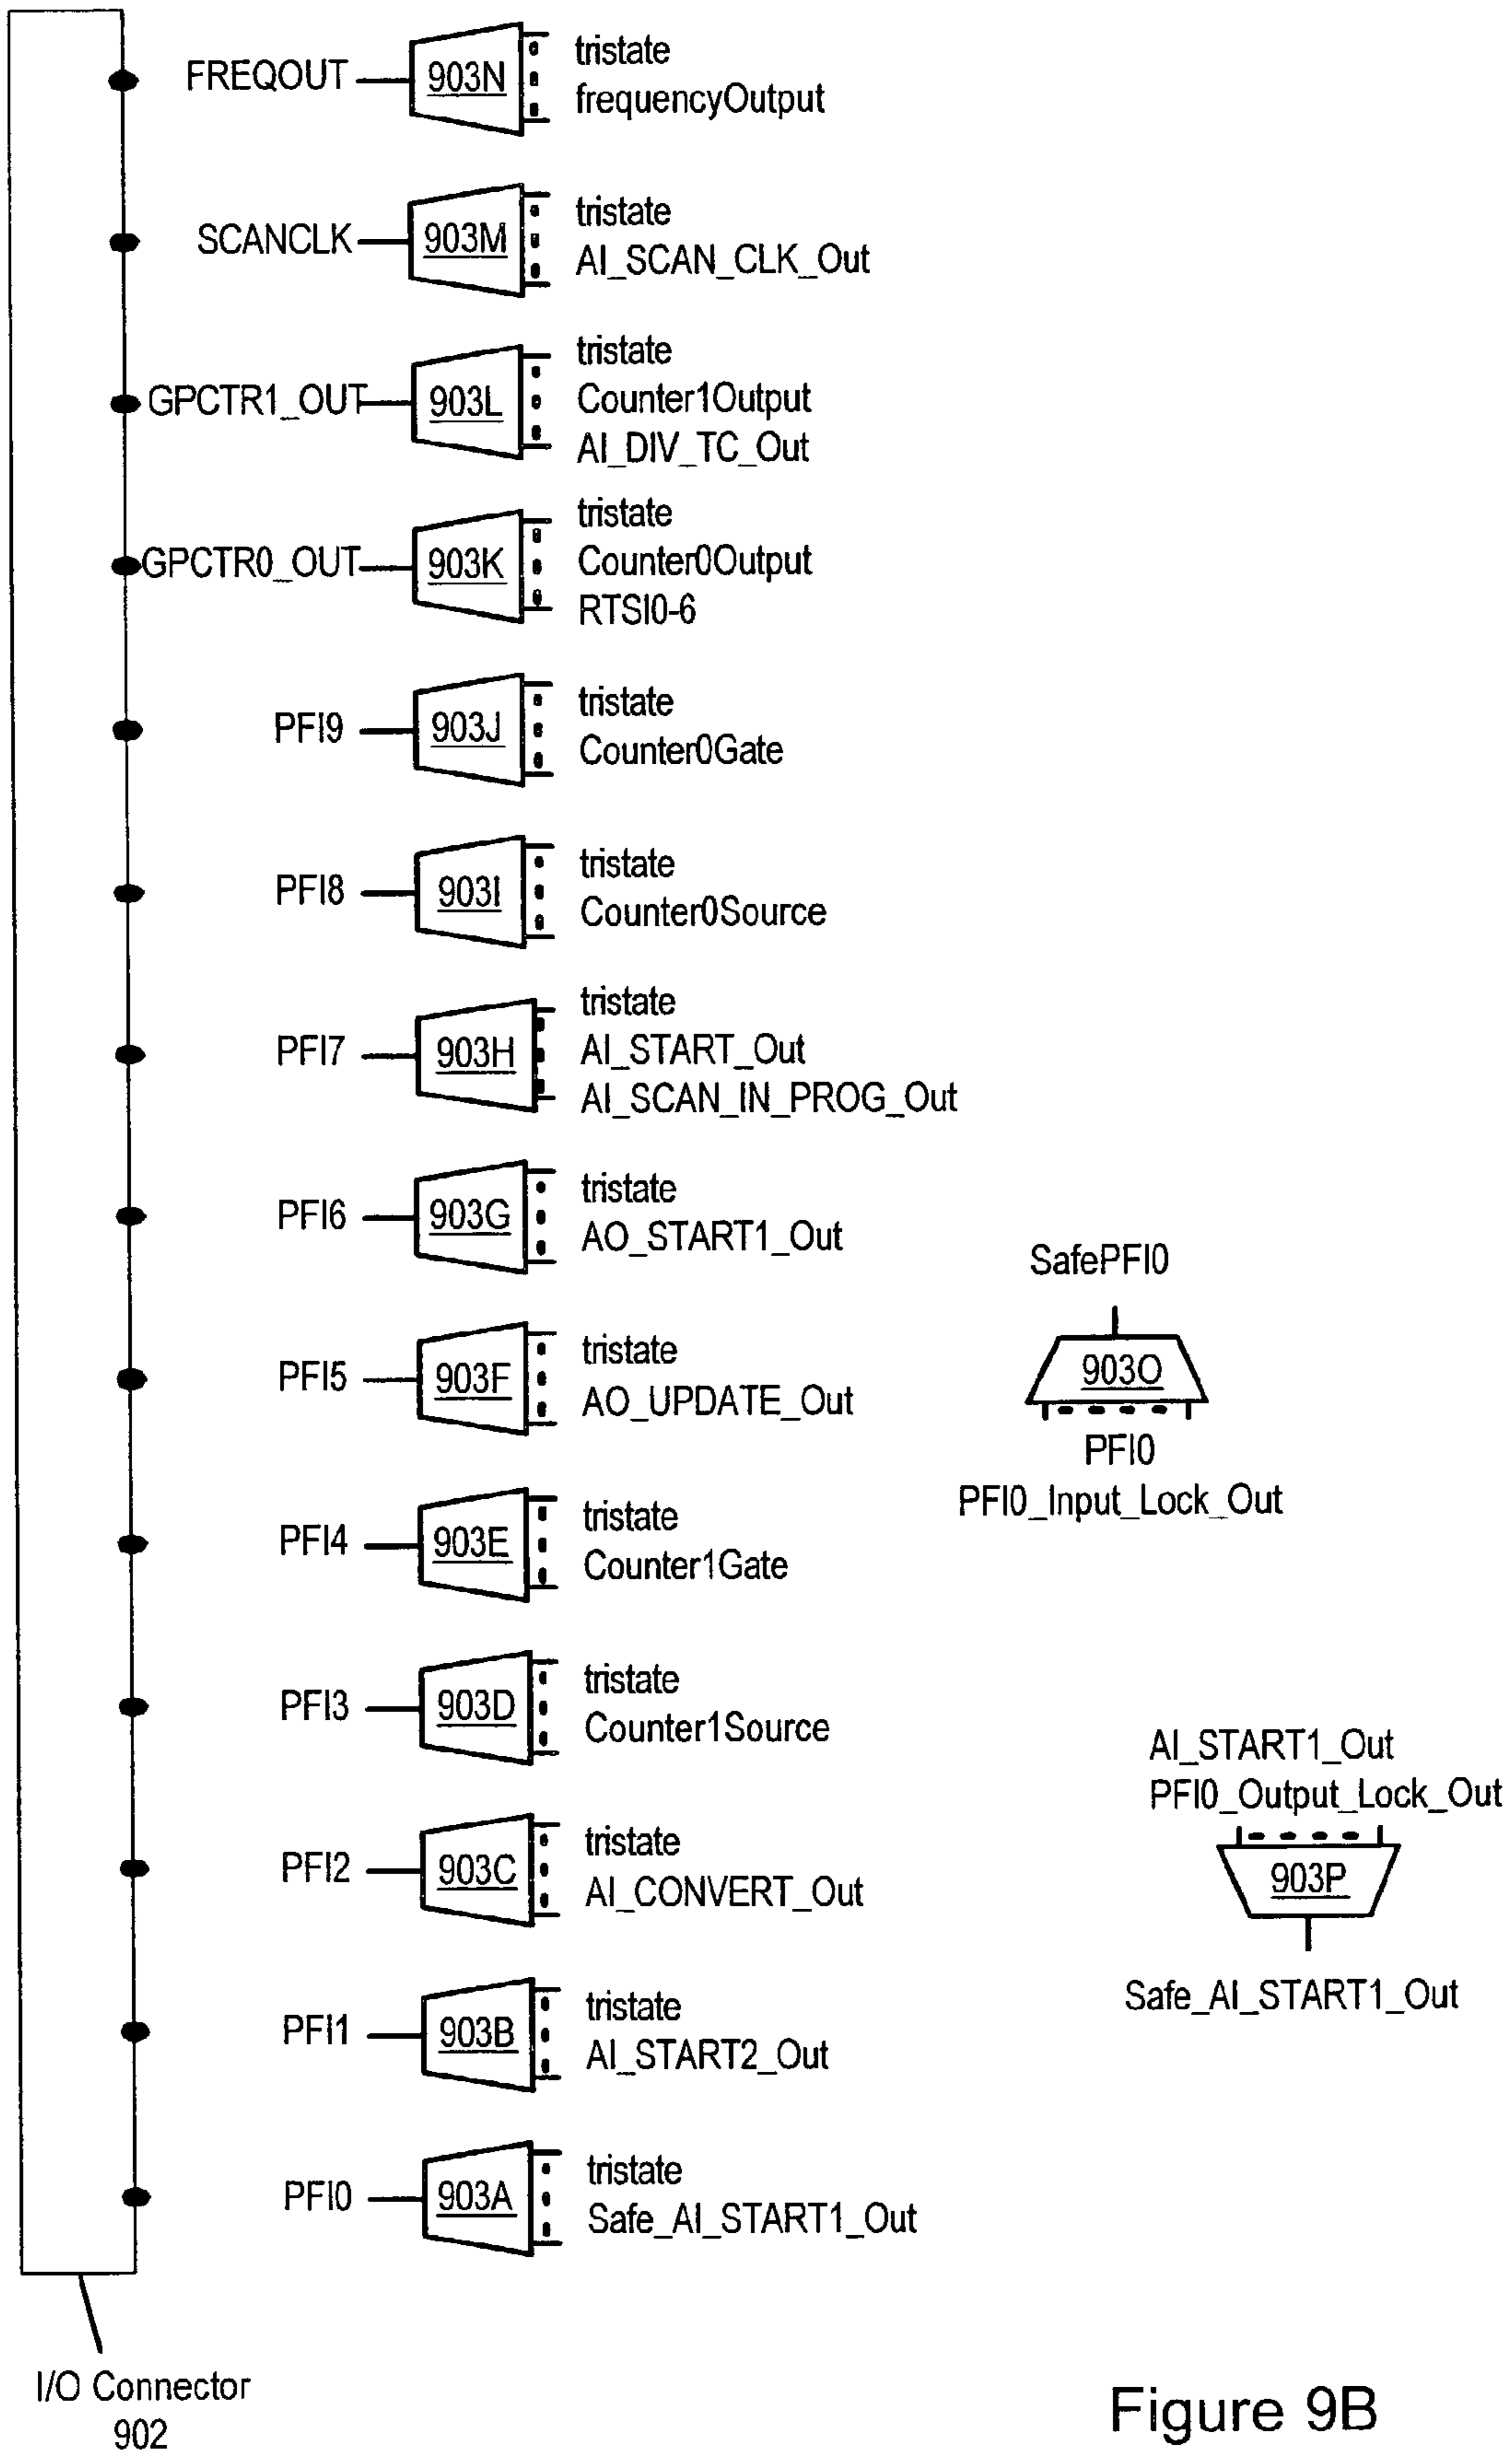 FREQOUT
903N
tristate
frequencyOutput
SCANCLK
903M
tristate
AI_SCAN_CLK_Out
GPCTR1_OUT
903L
tristate
Counter1Output
AI_DIV_TC_Out
GPCTR0_OUT
903K
tristate
Counter0Output
RTSI0-6
PFI9
903J
tristate
Counter0Gate
PFI8
903I
tristate
Counter0Source
PFI7
903H
tristate
AI_START_Out
AI_SCAN_IN_PROG_Out
PFI6
903G
tristate
AO_START1_Out
PFI5
903F
tristate
AO_UPDATE_Out
PFI4
903E
tristate
Counter1Gate
PFI3
903D
tristate
Counter1Source
PFI2
903C
tristate
AI_CONVERT_Out
PFI1
903B
tristate
AI_START2_Out
PFI0
903A
tristate
Safe_AI_START1_Out
SafePFI0
903O
PFI0
PFI0_Input_Lock_Out
AI_START1_Out
PFI0_Output_Lock_Out
903P
Safe_AI_START1_Out
I/O Connector
902
Figure 9B